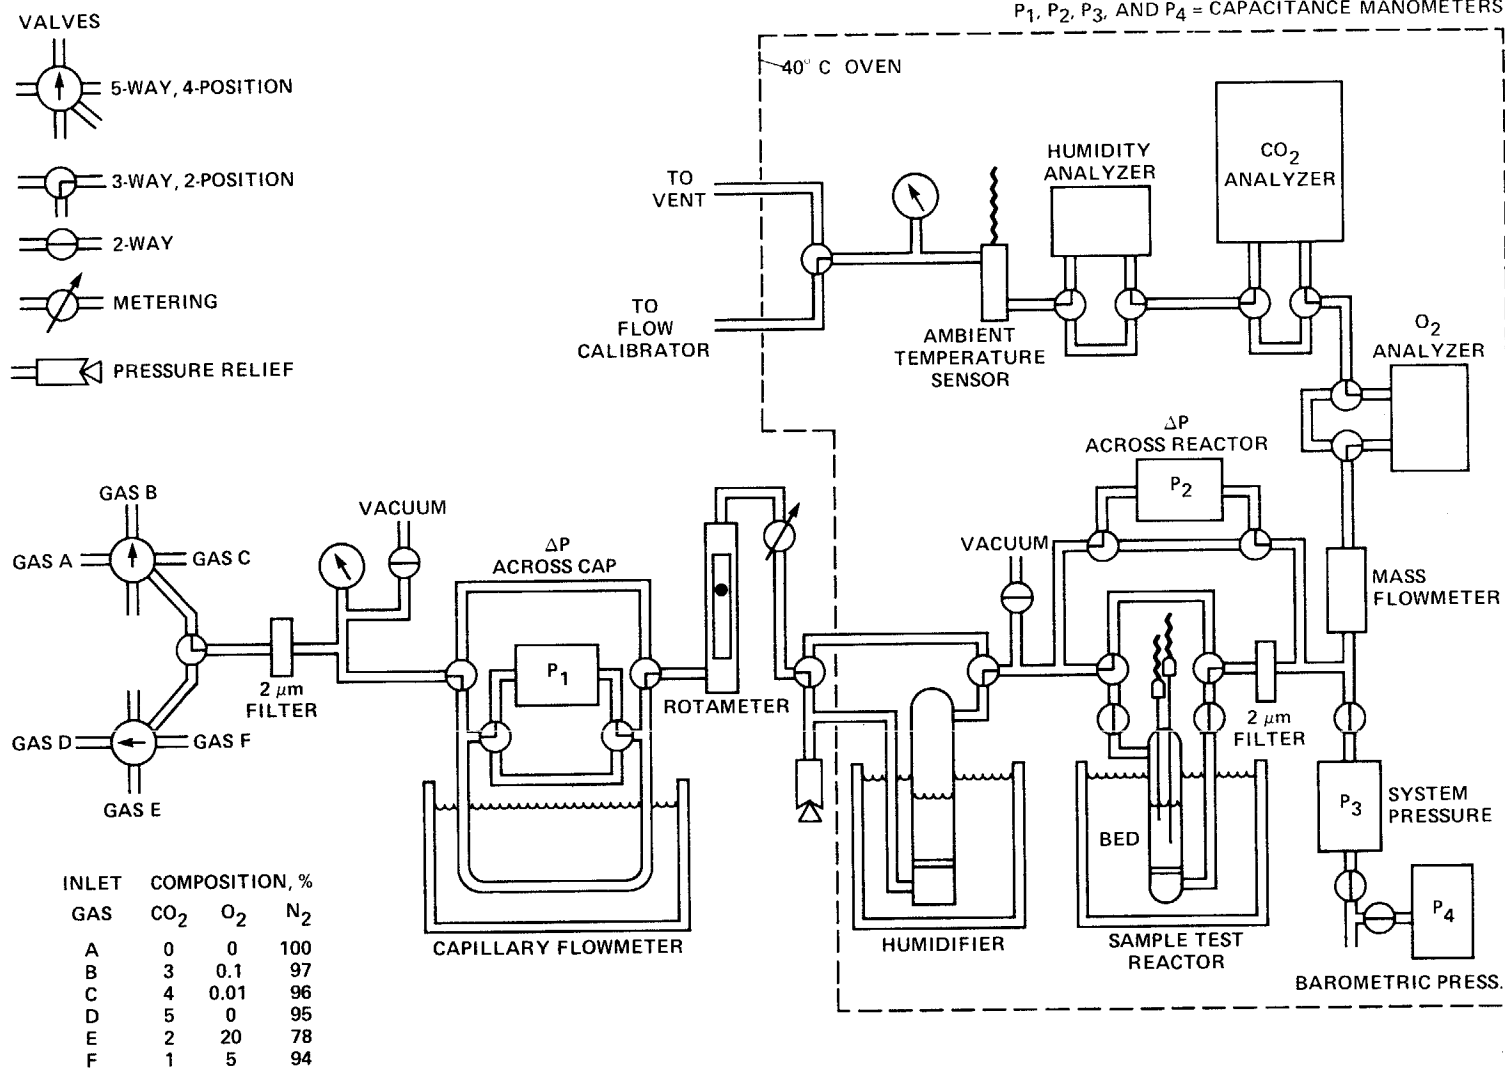 P1, P2, P3, AND P4 = CAPACITANCE MANOMETERS
VALVES
5-WAY, 4-POSITION
3-WAY, 2-POSITION
2-WAY
METERING
PRESSURE RELIEF
40° C OVEN
TO
VENT
TO
FLOW
CALIBRATOR
HUMIDITY
ANALYZER
CO2
ANALYZER
AMBIENT
TEMPERATURE
SENSOR
O2
ANALYZER
ΔP
ACROSS REACTOR
P2
GAS B
GAS A
GAS C
VACUUM
ΔP
ACROSS CAP
VACUUM
MASS
FLOWMETER
2 μm
FILTER
P1
ROTAMETER
2 μm
FILTER
GAS D
GAS F
GAS E
P3
SYSTEM
PRESSURE
BED
P4
CAPILLARY FLOWMETER
HUMIDIFIER
SAMPLE TEST
REACTOR
BAROMETRIC PRESS.
INLET COMPOSITION, %
GAS CO2 O2 N2
A 0 0 100
B 3 0.1 97
C 4 0.01 96
D 5 0 95
E 2 20 78
F 1 5 94